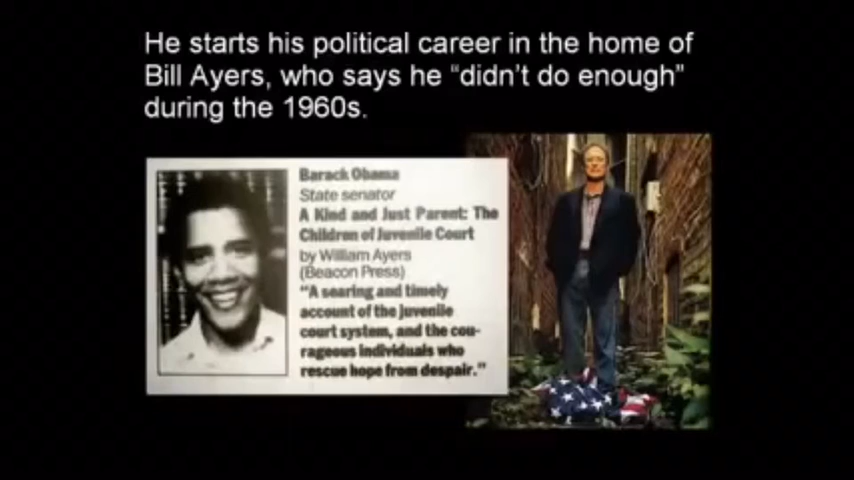 He starts his political career in the home of
Bill Ayers, who says he “didn’t do enough”
during the 1960s.
Barack Obama
State senator
A Kind and Just Parent: The
Children of Juvenile Court
by William Ayers
(Beacon Press)
“A searing and timely
account of the juvenile
court system, and the cou-
rageous individuals who
rescue hope from despair.”